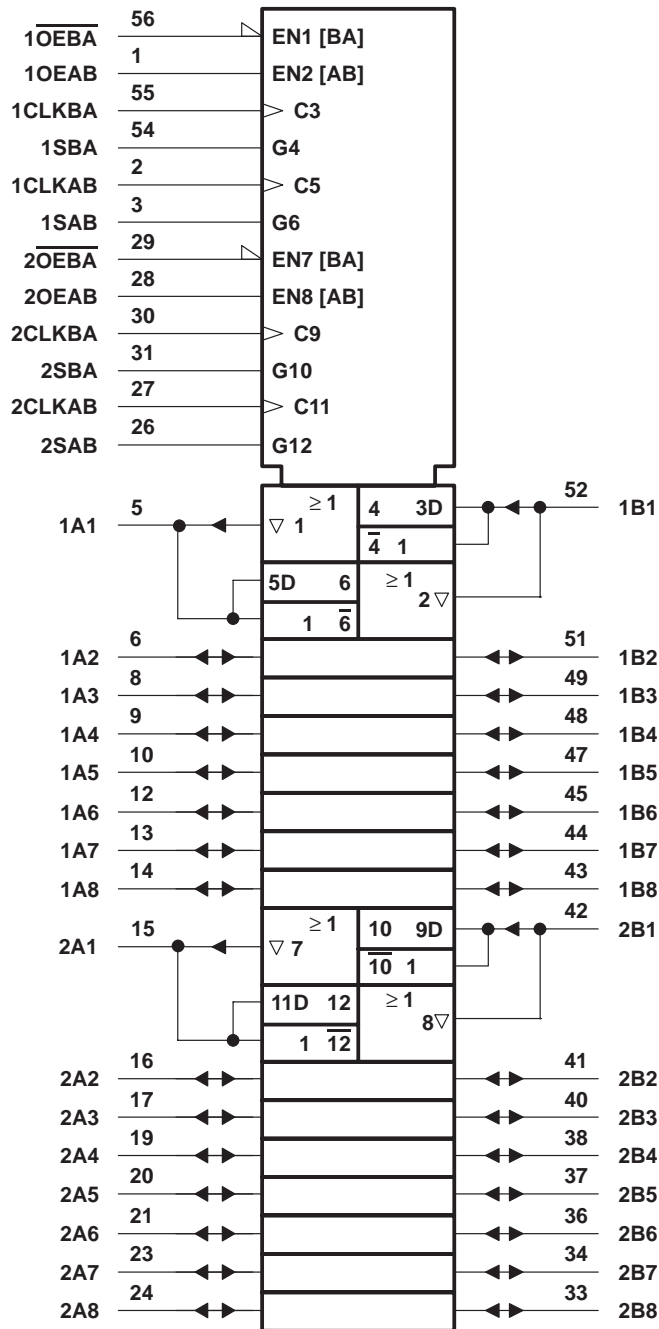 56
1O̅E̅B̅A̅ EN1 [BA]
1
1OEAB EN2 [AB]
55
1CLKBA C3
54
1SBA G4
2
1CLKAB C5
3
1SAB G6
29
2O̅E̅B̅A̅ EN7 [BA]
28
2OEAB EN8 [AB]
30
2CLKBA C9
31
2SBA G10
27
2CLKAB C11
26
2SAB G12
5 ≥ 1 4 3D 52
1A1 ▽ 1 4̅ 1 1B1
5D 6 ≥ 1
1 6̅ 2 ▽
6 51
1A2 1B2
8 49
1A3 1B3
9 48
1A4 1B4
10 47
1A5 1B5
12 45
1A6 1B6
13 44
1A7 1B7
14 43
1A8 1B8
15 ≥ 1 10 9D 42
2A1 ▽ 7 1̅0̅ 1 2B1
11D 12 ≥ 1
1 1̅2̅ 8 ▽
16 41
2A2 2B2
17 40
2A3 2B3
19 38
2A4 2B4
20 37
2A5 2B5
21 36
2A6 2B6
23 34
2A7 2B7
24 33
2A8 2B8